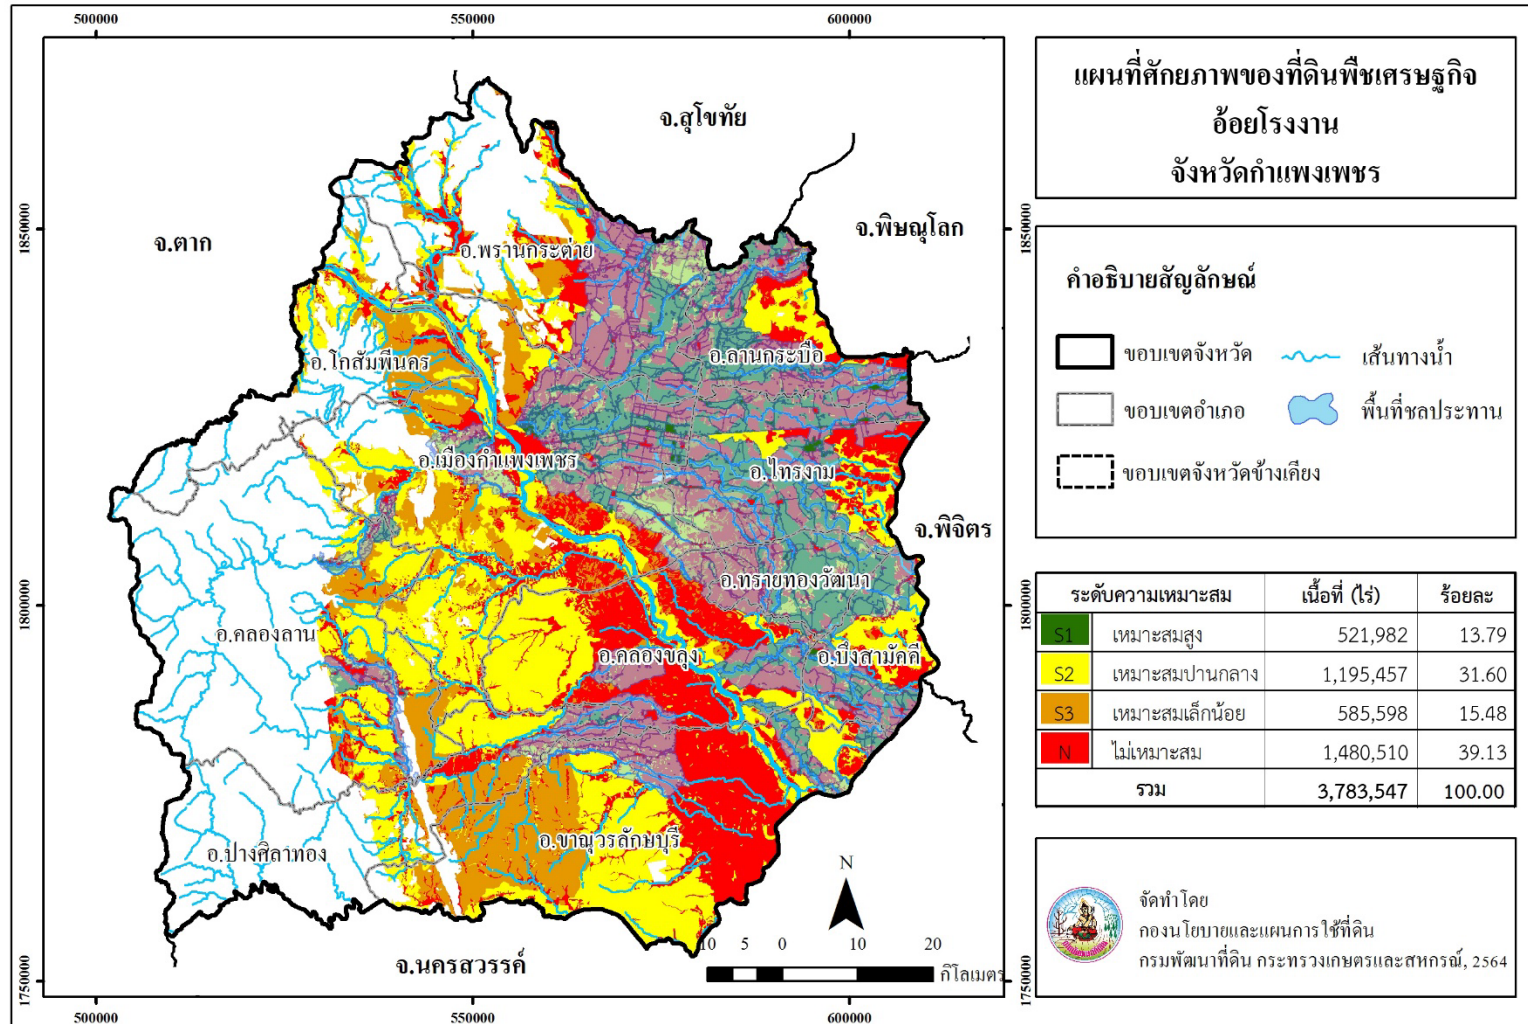 500000
550000
600000
แผนที่ศักยภาพของที่ดินพืชเศรษฐกิจ
อ้อยโรงงาน
จังหวัดกำแพงเพชร
จ.สุโขทัย
จ.พิษณุโลก
จ.ตาก
1850000
1850000
อ.พรานกระต่าย
คำอธิบายสัญลักษณ์
ขอบเขตจังหวัด
เส้นทางน้ำ
ขอบเขตอำเภอ
พื้นที่ชลประทาน
ขอบเขตจังหวัดข้างเคียง
อ.ลานกระบือ
อ.โกสัมพีนคร
อ.เมืองกำแพงเพชร
อ.ไทรงาม
จ.พิจิตร
อ.ทรายทองวัฒนา
1800000
1800000
อ.คลองลาน
อ.คลองขลุง
อ.บึงสามัคคี
ระดับความเหมาะสม เนื้อที่ (ไร่) ร้อยละ
S1 เหมาะสมสูง 521,982 13.79
S2 เหมาะสมปานกลาง 1,195,457 31.60
S3 เหมาะสมเล็กน้อย 585,598 15.48
N ไม่เหมาะสม 1,480,510 39.13
รวม 3,783,547 100.00
อ.ขาณุวรลักษบุรี
อ.ปางศิลาทอง
N
10 5 0 10 20
กิโลเมตร
จ.นครสวรรค์
จัดทำโดย
กองนโยบายและแผนการใช้ที่ดิน
กรมพัฒนาที่ดิน กระทรวงเกษตรและสหกรณ์, 2564
1750000
1750000
500000
550000
600000